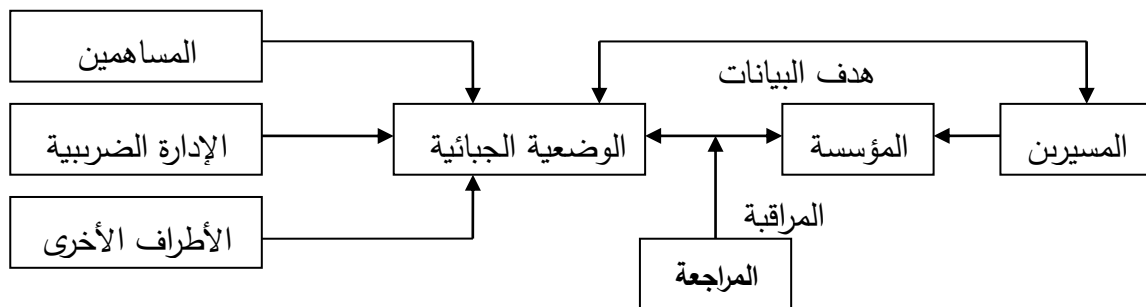 المساهمين
هدف البيانات
المسيرين
المؤسسة
الوضعية الجبائية
الإدارة الضريبية
الأطراف الأخرى
المراقبة
المراجعة